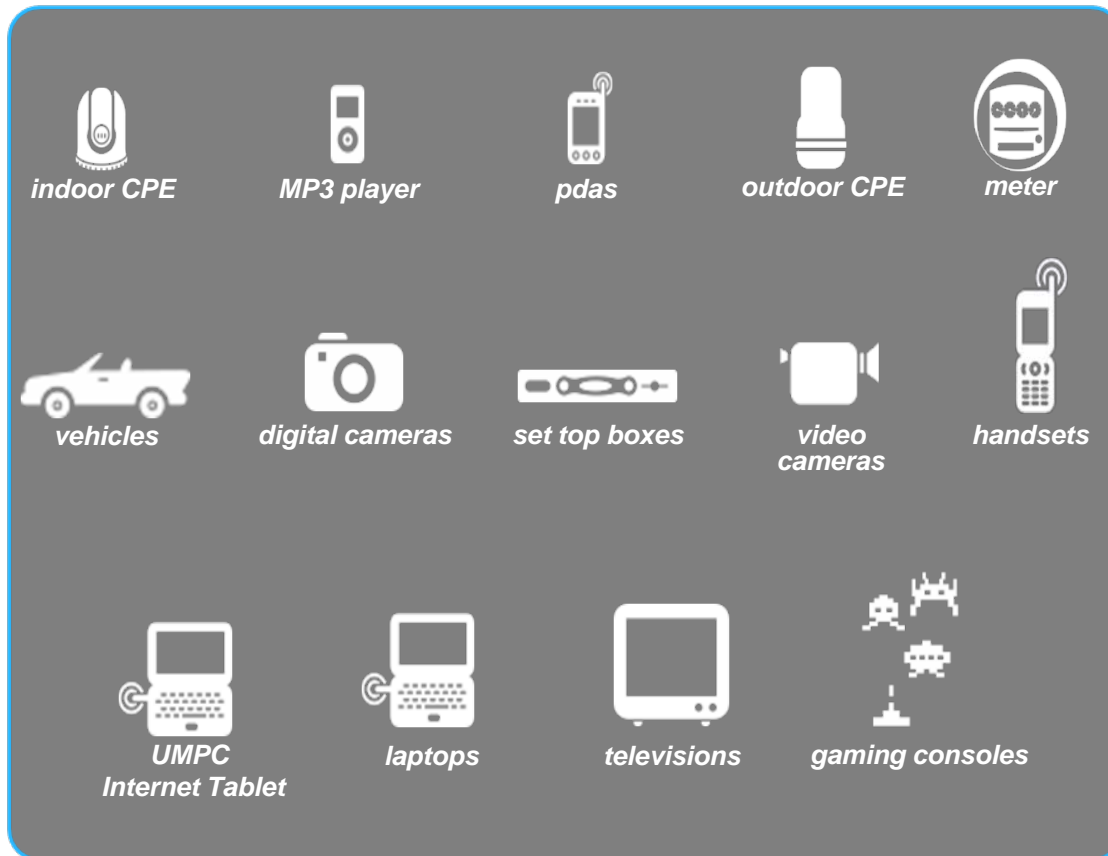 indoor CPE
MP3 player
pdas
outdoor CPE
meter
vehicles
digital cameras
set top boxes
video
cameras
handsets
UMPC
Internet Tablet
laptops
televisions
gaming consoles